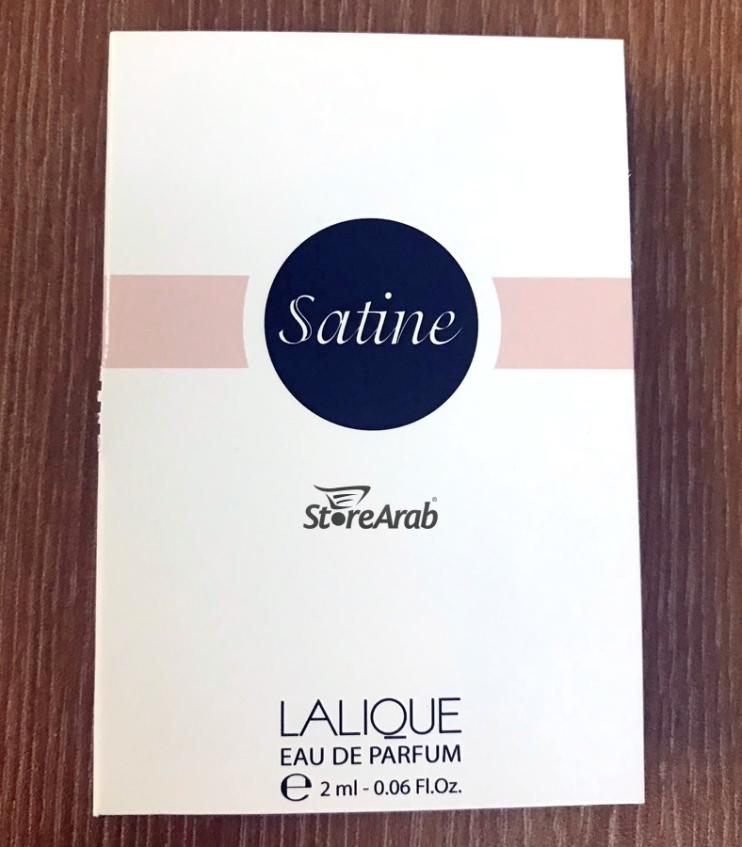 Satine
StoreArab®
LALIQUE
EAU DE PARFUM
℮ 2 ml - 0.06 Fl.Oz.